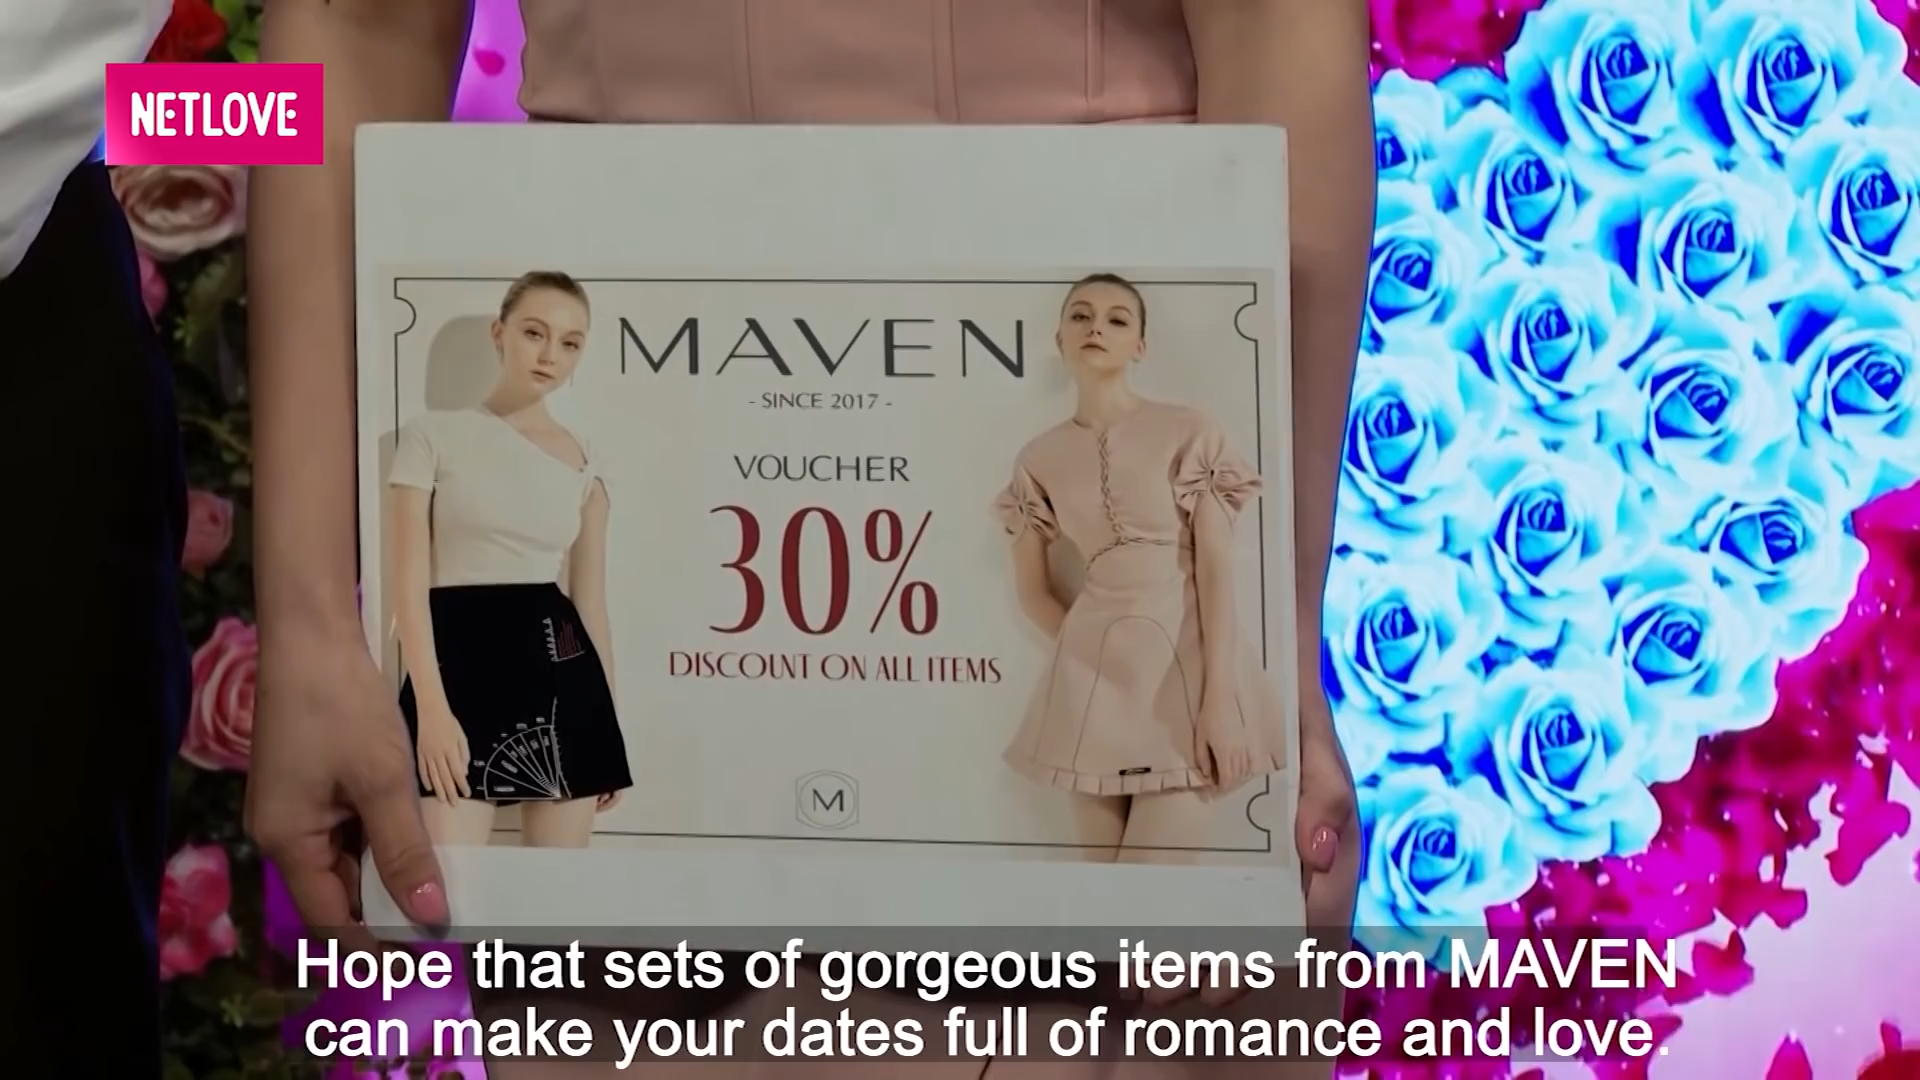 NETLOVE
MAVEN
- SINCE 2017 -
VOUCHER
30%
DISCOUNT ON ALL ITEMS
M
Hope that sets of gorgeous items from MAVEN
can make your dates full of romance and love.